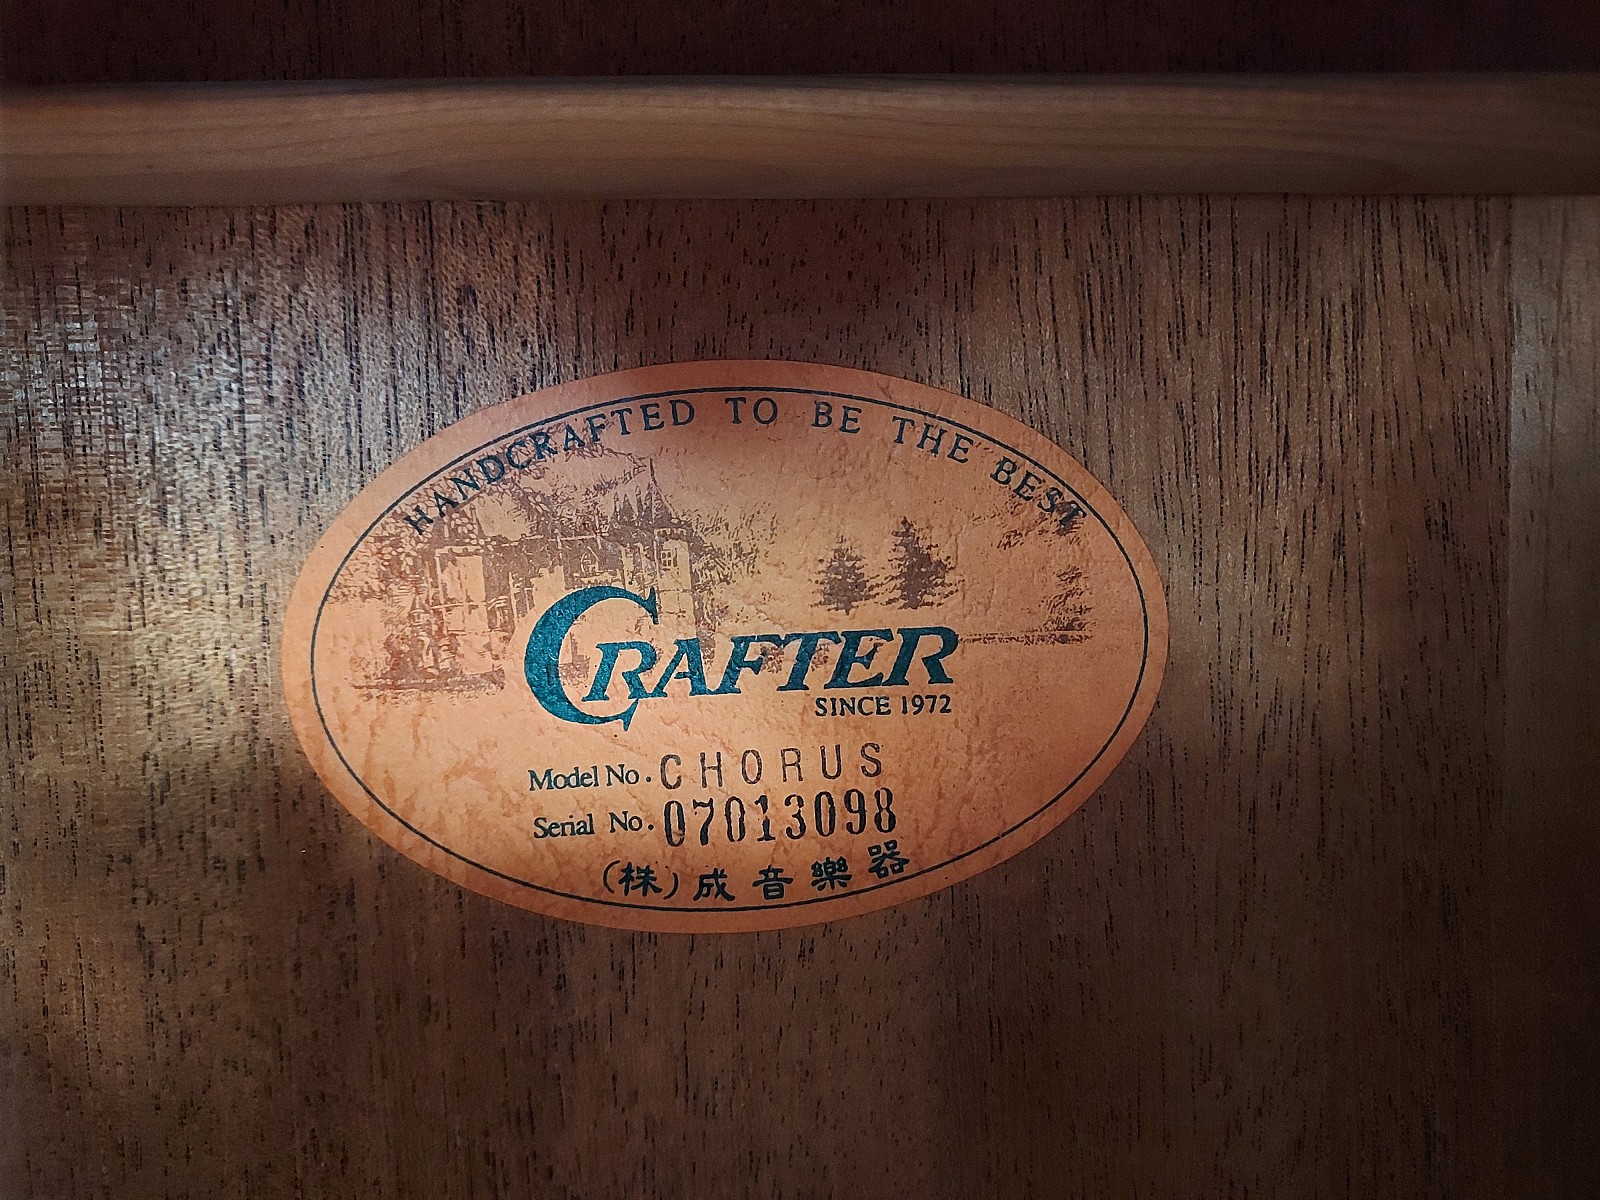 HANDCRAFTED TO BE THE BEST
CRAFTER
SINCE 1972
Model No. CHORUS
Serial No. 07013098
(株) 成音樂器